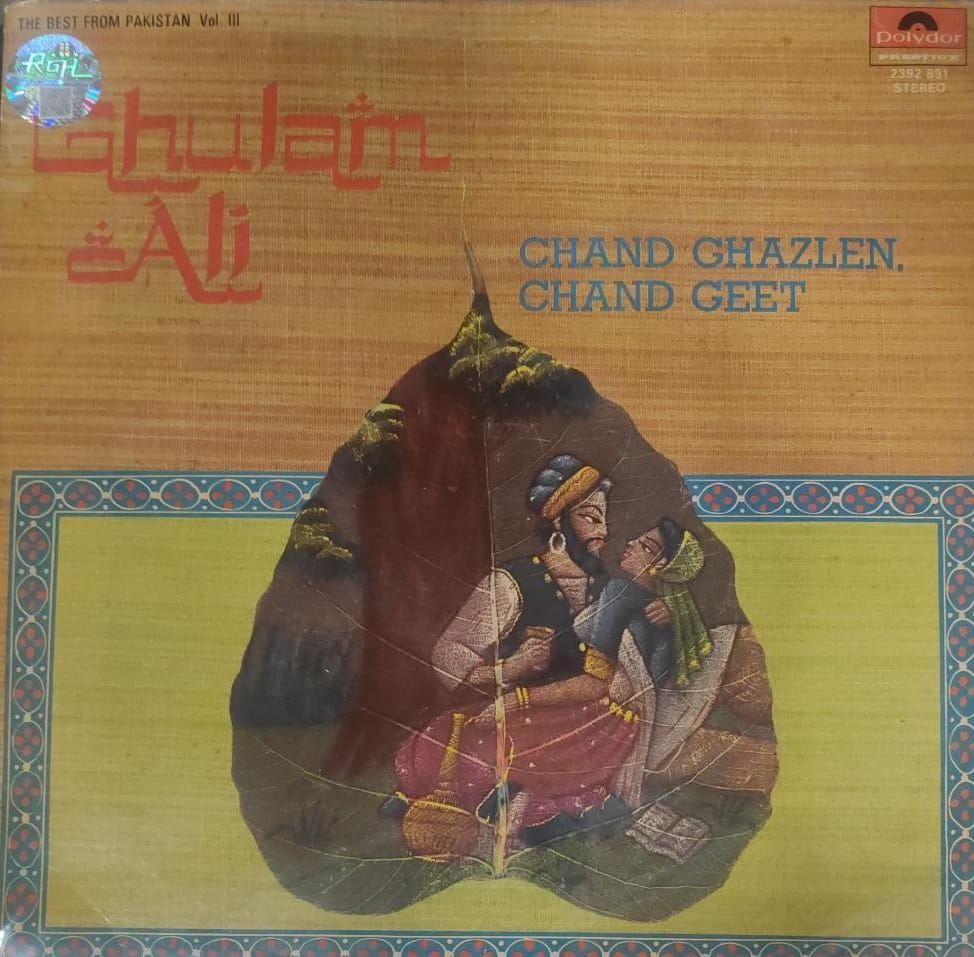 THE BEST FROM PAKISTAN Vol. III
RGH
polydor
PRESTIGE
2392 891
STEREO
Ghulam
Ali
CHAND GHAZLEN,
CHAND GEET